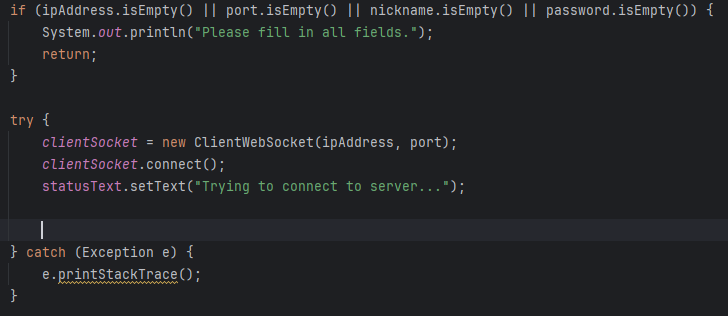 if (ipAddress.isEmpty() || port.isEmpty() || nickname.isEmpty() || password.isEmpty()) {
System.out.println("Please fill in all fields.");
return;
}
try {
clientSocket = new ClientWebSocket(ipAddress, port);
clientSocket.connect();
statusText.setText("Trying to connect to server...");
} catch (Exception e) {
e.printStackTrace();
}